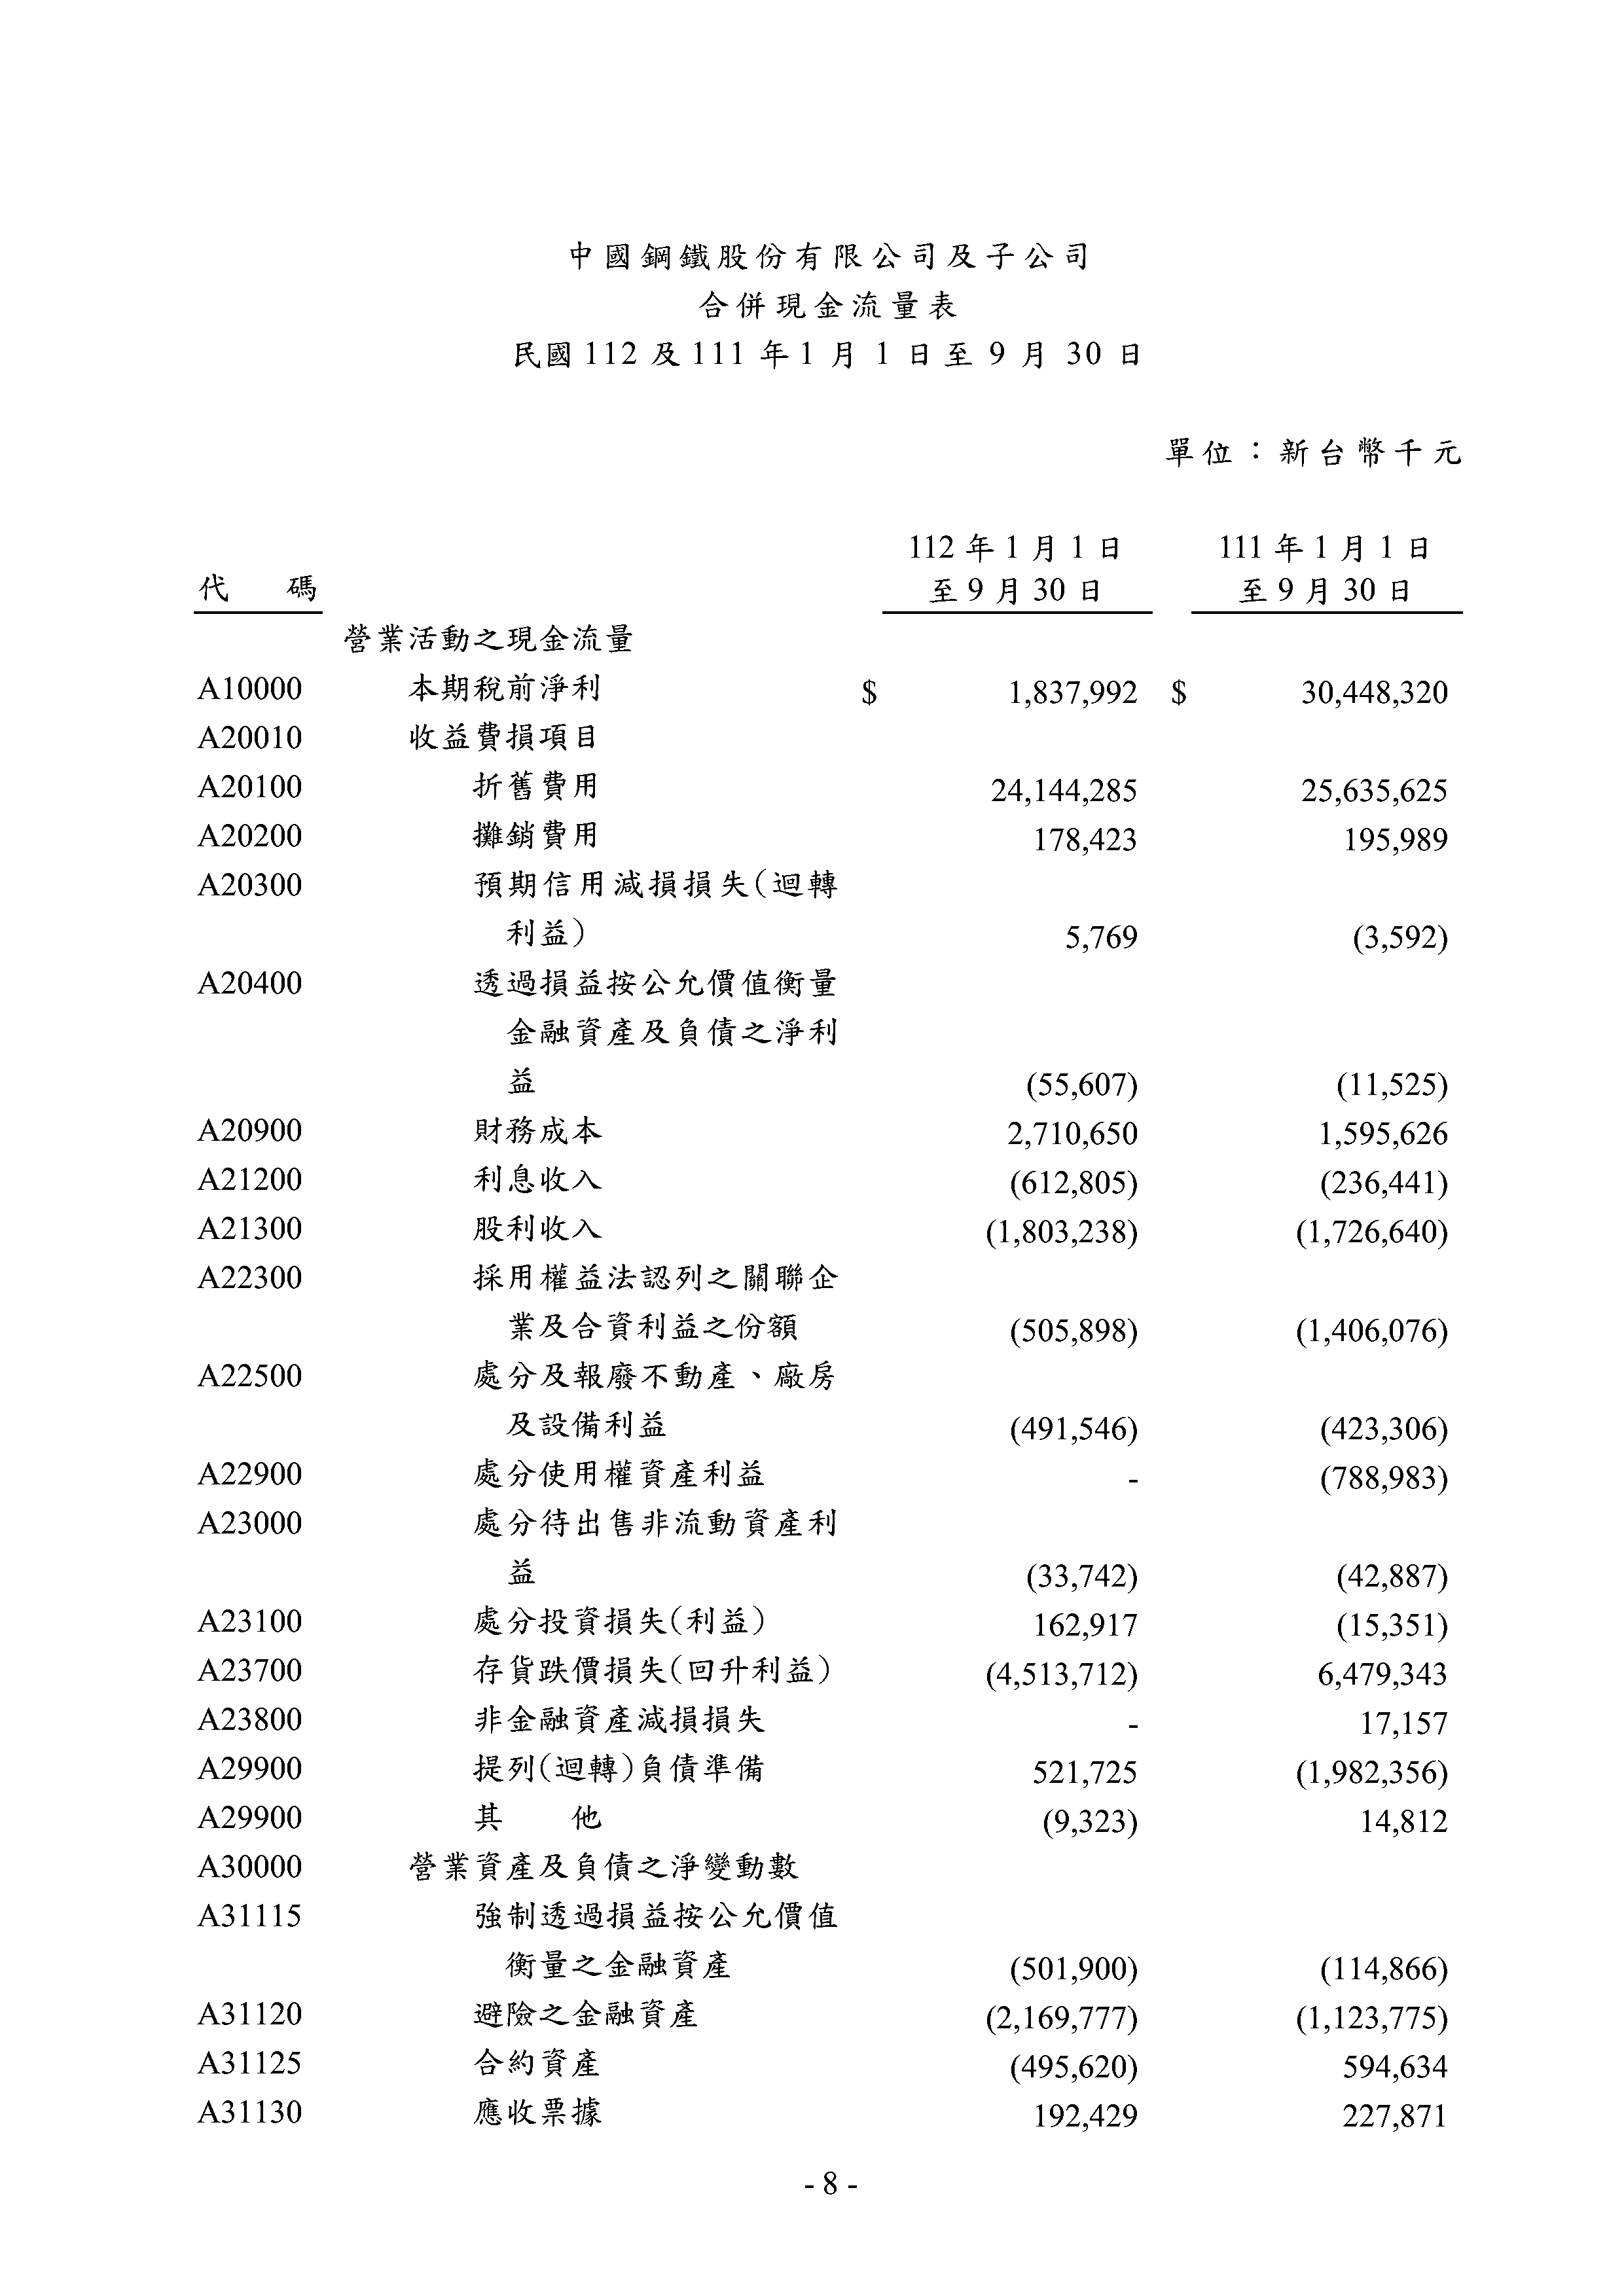 中國鋼鐵股份有限公司及子公司
合併現金流量表
民國112及111年1月1日至9月30日
單位：新台幣千元
112年1月1日 111年1月1日
代碼 至9月30日 至9月30日
營業活動之現金流量
A10000 本期稅前淨利 $ 1,837,992 $ 30,448,320
A20010 收益費損項目
A20100 折舊費用 24,144,285 25,635,625
A20200 攤銷費用 178,423 195,989
A20300 預期信用減損損失(迴轉
利益) 5,769 (3,592)
A20400 透過損益按公允價值衡量
金融資產及負債之淨利
益 (55,607) (11,525)
A20900 財務成本 2,710,650 1,595,626
A21200 利息收入 (612,805) (236,441)
A21300 股利收入 (1,803,238) (1,726,640)
A22300 採用權益法認列之關聯企
業及合資利益之份額 (505,898) (1,406,076)
A22500 處分及報廢不動產、廠房
及設備利益 (491,546) (423,306)
A22900 處分使用權資產利益 - (788,983)
A23000 處分待出售非流動資產利
益 (33,742) (42,887)
A23100 處分投資損失(利益) 162,917 (15,351)
A23700 存貨跌價損失(回升利益) (4,513,712) 6,479,343
A23800 非金融資產減損損失 - 17,157
A29900 提列(迴轉)負債準備 521,725 (1,982,356)
A29900 其他 (9,323) 14,812
A30000 營業資產及負債之淨變動數
A31115 強制透過損益按公允價值
衡量之金融資產 (501,900) (114,866)
A31120 避險之金融資產 (2,169,777) (1,123,775)
A31125 合約資產 (495,620) 594,634
A31130 應收票據 192,429 227,871
- 8 -